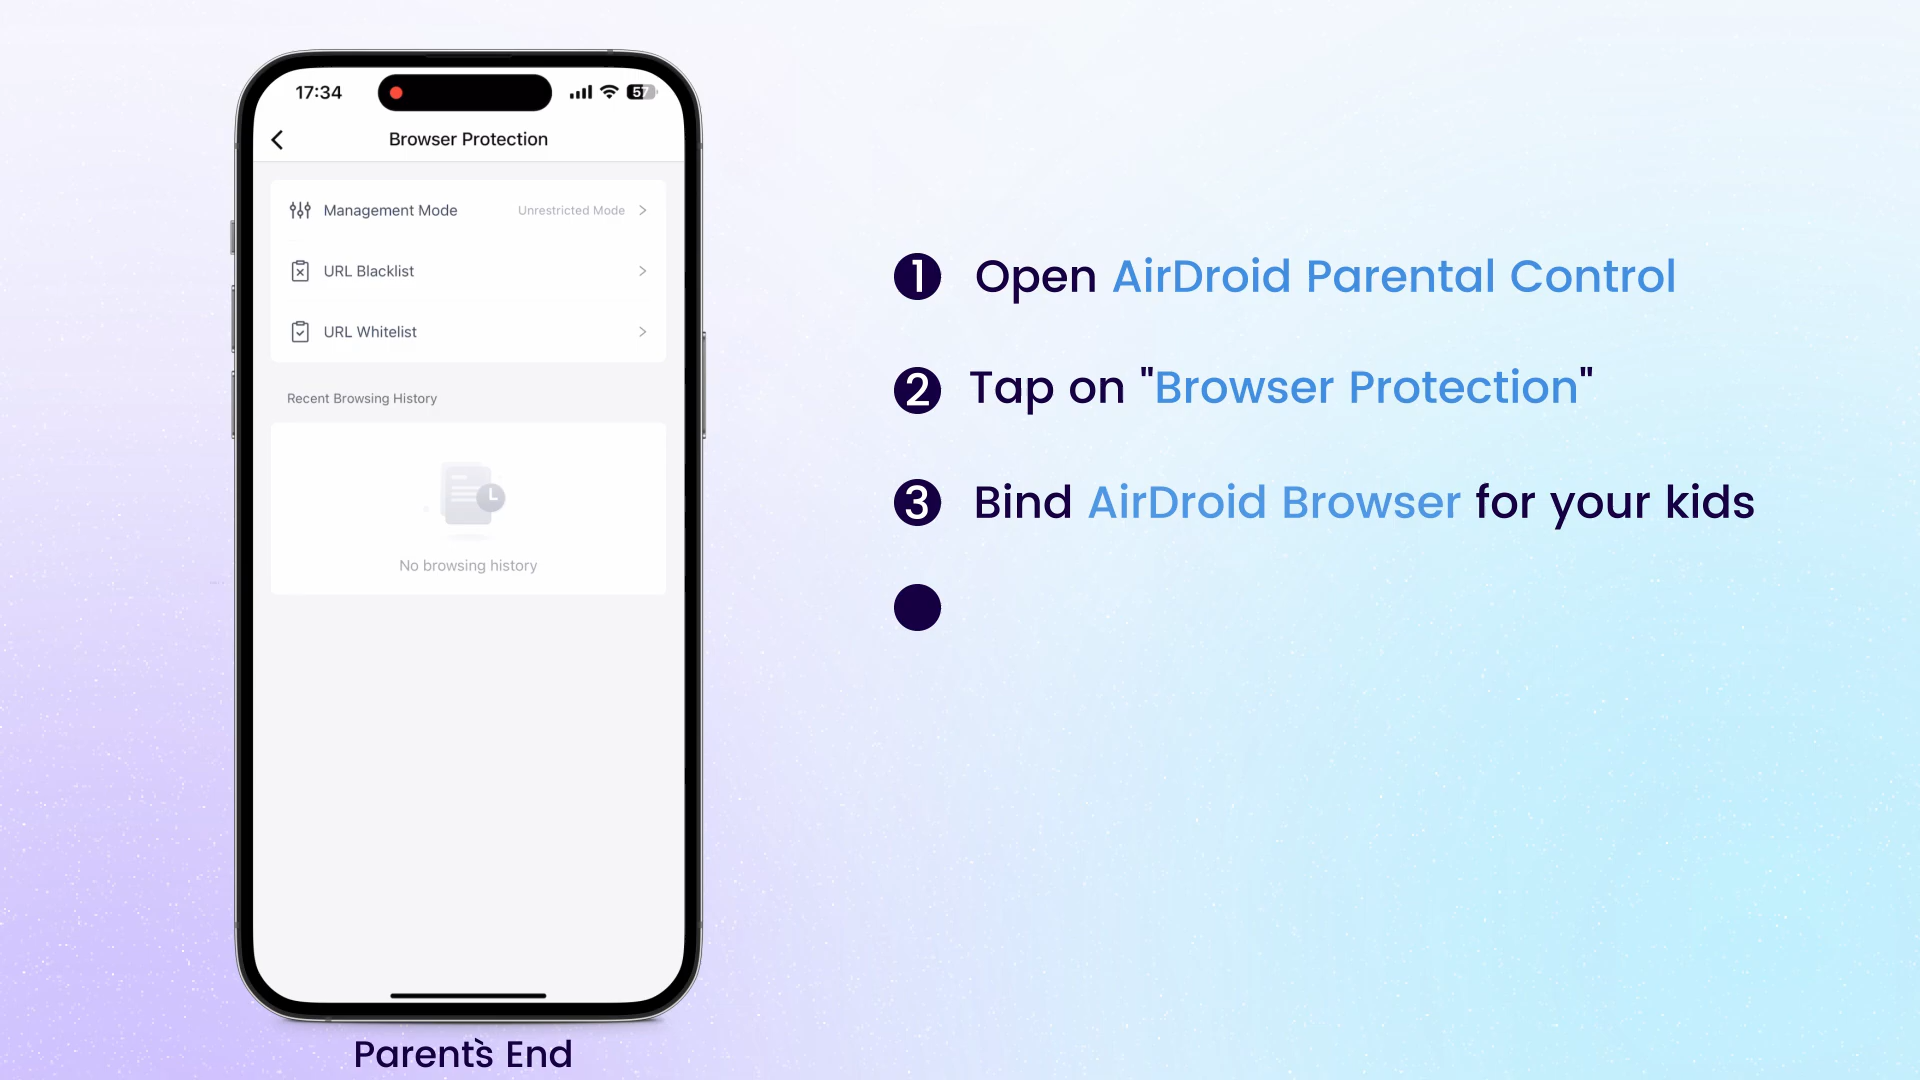 17:34
57
Browser Protection
Management Mode Unrestricted Mode
URL Blacklist
URL Whitelist
Recent Browsing History
No browsing history
Parent`s End
1 Open AirDroid Parental Control
2 Tap on "Browser Protection"
3 Bind AirDroid Browser for your kids